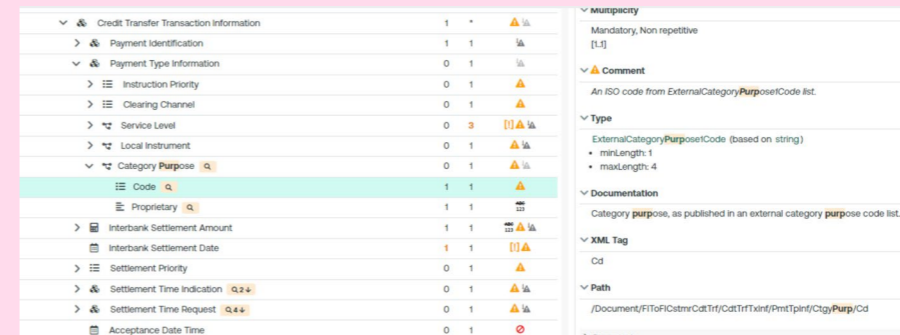 Credit Transfer Transaction Information 1 *
Payment Identification 1 1
Payment Type Information 0 1
Instruction Priority 0 1
Clearing Channel 0 1
Service Level 0 3 [!]
Local Instrument 0 1
Category Purpose 0 1
Code 1 1
Proprietary 1 1 ABC 123
Interbank Settlement Amount 1 1 ABC 123
Interbank Settlement Date 1 1 [!]
Settlement Priority 0 1
Settlement Time Indication 2↓ 0 1
Settlement Time Request 4↓ 0 1
Acceptance Date Time 0 1
Multiplicity
Mandatory, Non repetitive
[1..1]
Comment
An ISO code from ExternalCategoryPurpose1Code list.
Type
ExternalCategoryPurpose1Code (based on string)
• minLength: 1
• maxLength: 4
Documentation
Category purpose, as published in an external category purpose code list.
XML Tag
Cd
Path
/Document/FIToFICstmrCdtTrf/CdtTrfTxInf/PmtTpInf/CtgyPurp/Cd